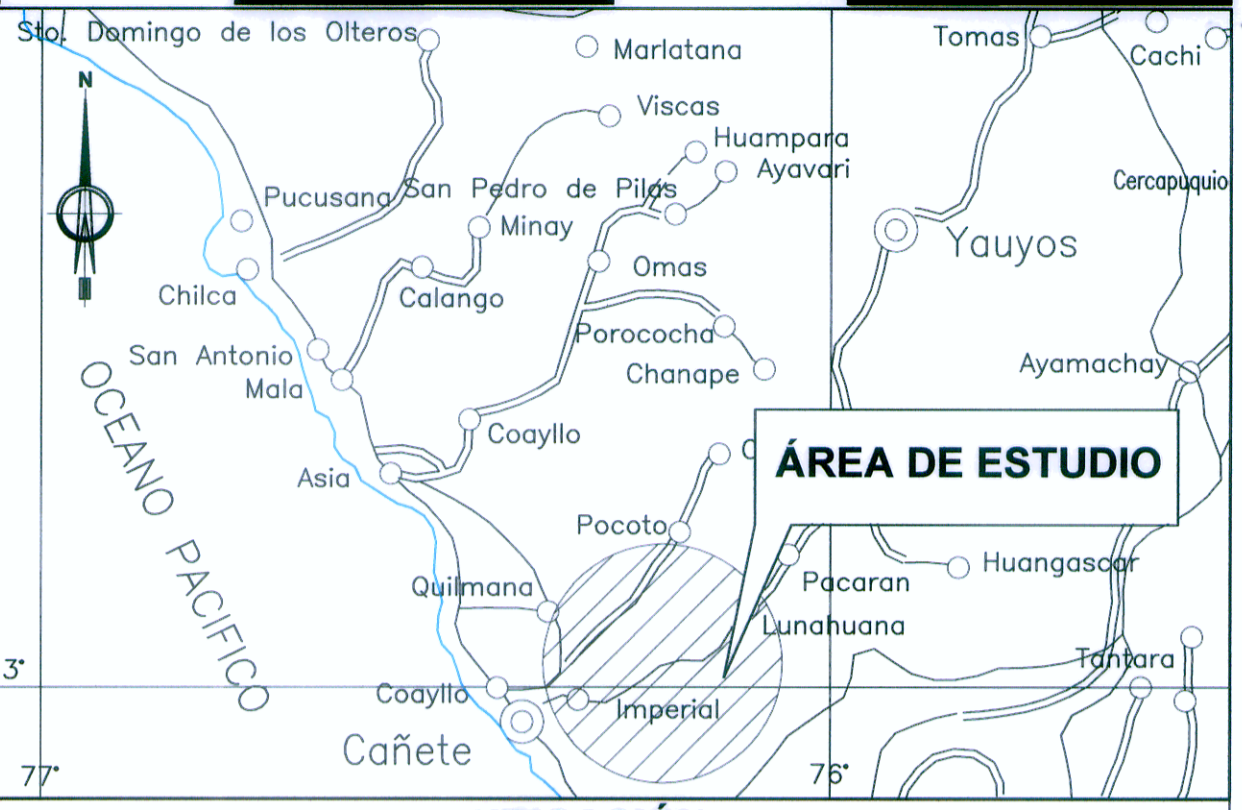 Sto. Domingo de los Olteros
Marlatana
Tomas
Cachi
N
Viscas
Huampara
Ayavari
Cercapuquio
Pucusana
San Pedro de Pilas
Minay
Yauyos
Omas
Chilca
Calango
Porococha
San Antonio
Mala
Chanape
Ayamachay
OCEANO PACIFICO
Coayllo
Asia
ÁREA DE ESTUDIO
Pocoto
Quilmana
Pacaran
Huangascar
Lunahuana
3°
Tantara
Coayllo
Imperial
Cañete
77°
76°